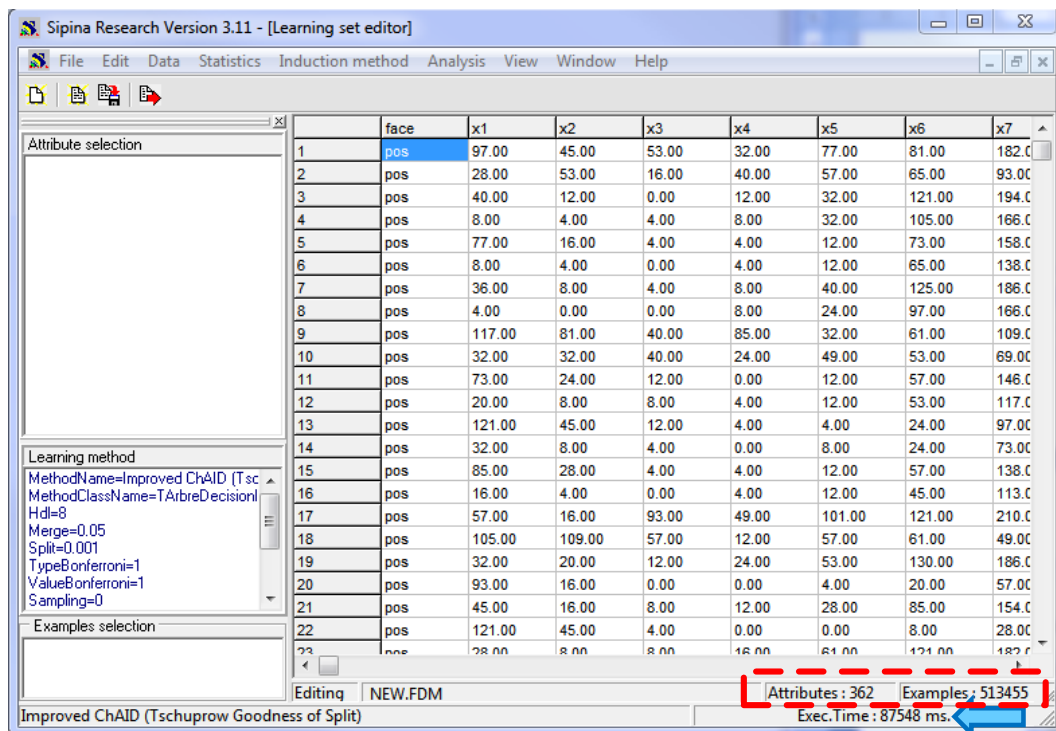 Sipina Research Version 3.11 - [Learning set editor]
File Edit Data Statistics Induction method Analysis View Window Help
Attribute selection
face x1 x2 x3 x4 x5 x6 x7
1 pos 97.00 45.00 53.00 32.00 77.00 81.00 182.0
2 pos 28.00 53.00 16.00 40.00 57.00 65.00 93.00
3 pos 40.00 12.00 0.00 12.00 32.00 121.00 194.0
4 pos 8.00 4.00 4.00 8.00 32.00 105.00 166.0
5 pos 77.00 16.00 4.00 4.00 12.00 73.00 158.0
6 pos 8.00 4.00 0.00 4.00 12.00 65.00 138.0
7 pos 36.00 8.00 4.00 8.00 40.00 125.00 186.0
8 pos 4.00 0.00 0.00 8.00 24.00 97.00 166.0
9 pos 117.00 81.00 40.00 85.00 32.00 61.00 109.0
10 pos 32.00 32.00 40.00 24.00 49.00 53.00 69.00
11 pos 73.00 24.00 12.00 0.00 12.00 57.00 146.0
12 pos 20.00 8.00 8.00 4.00 12.00 53.00 117.0
13 pos 121.00 45.00 12.00 4.00 4.00 24.00 97.00
14 pos 32.00 8.00 4.00 0.00 8.00 24.00 73.00
15 pos 85.00 28.00 4.00 4.00 12.00 57.00 138.0
16 pos 16.00 4.00 0.00 4.00 12.00 45.00 113.0
17 pos 57.00 16.00 93.00 49.00 101.00 121.00 210.0
18 pos 105.00 109.00 57.00 12.00 57.00 61.00 49.00
19 pos 32.00 20.00 12.00 24.00 53.00 130.00 186.0
20 pos 93.00 16.00 0.00 0.00 4.00 20.00 57.00
21 pos 45.00 16.00 8.00 12.00 28.00 85.00 154.0
22 pos 121.00 45.00 4.00 0.00 0.00 8.00 28.00
23 pos 28.00 8.00 8.00 16.00 61.00 121.00 182.0
Learning method
MethodName=Improved ChAID (Tsc
MethodClassName=TArbreDecisionI
Hdl=8
Merge=0.05
Split=0.001
TypeBonferroni=1
ValueBonferroni=1
Sampling=0
Examples selection
Editing NEW.FDM Attributes : 362 Examples : 513455
Improved ChAID (Tschuprow Goodness of Split) Exec.Time : 87548 ms.